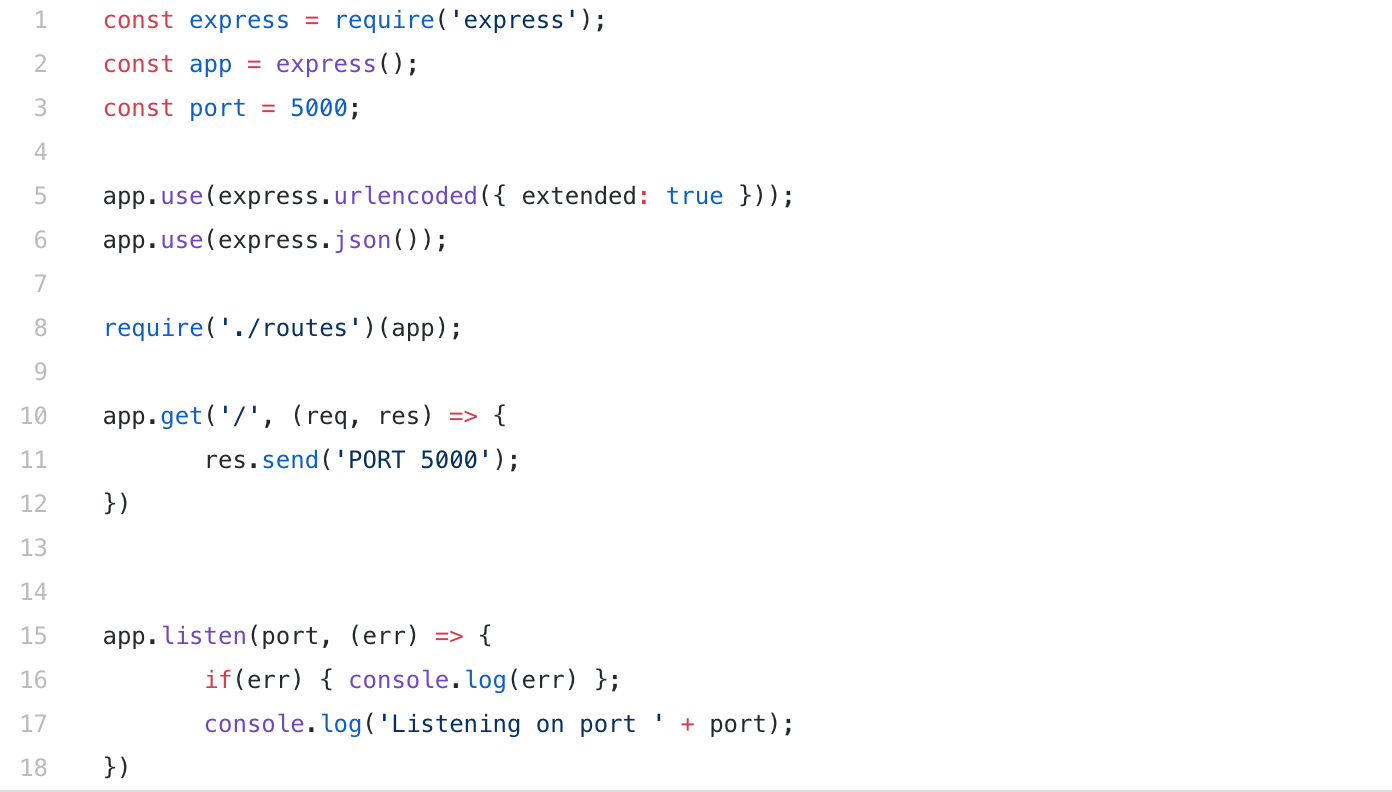 1 const express = require('express');
2 const app = express();
3 const port = 5000;
4
5 app.use(express.urlencoded({ extended: true }));
6 app.use(express.json());
7
8 require('./routes')(app);
9
10 app.get('/', (req, res) => {
11 res.send('PORT 5000');
12 })
13
14
15 app.listen(port, (err) => {
16 if(err) { console.log(err) };
17 console.log('Listening on port ' + port);
18 })